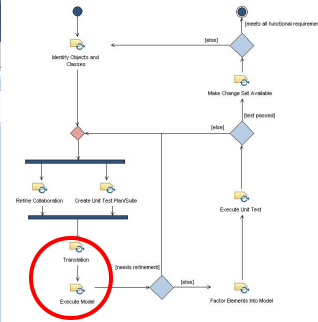 [meets all functional requiremen
[else]
Identify Objects and
Classes
Make Change Set Available
[test passed]
[else]
Refine Collaboration
Create Unit Test Plan/Suite
Execute Unit Test
Translation
[needs refinement]
[else]
Execute Model
Factor Elements into Model